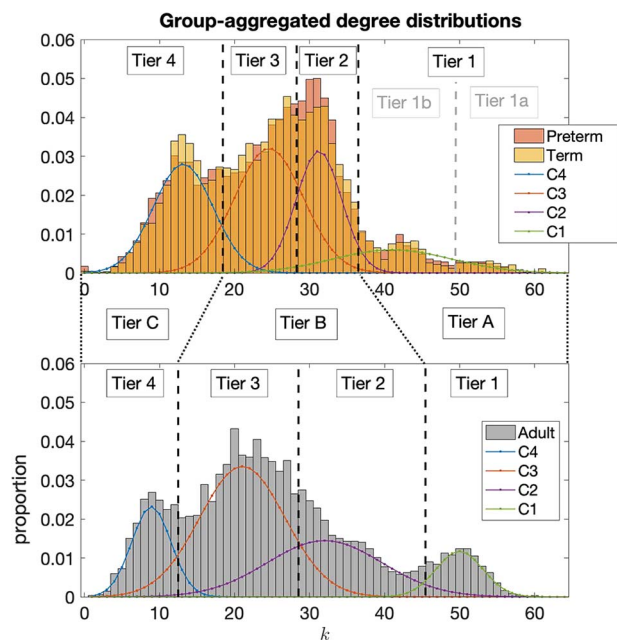 Group-aggregated degree distributions
0.06
0.05
0.04
0.03
0.02
0.01
0
Tier 4
Tier 3
Tier 2
Tier 1
Tier 1b
Tier 1a
Preterm
Term
C4
C3
C2
C1
0 10 20 30 40 50 60
Tier C
Tier B
Tier A
0.06
0.05
0.04
0.03
0.02
0.01
0
proportion
Tier 4
Tier 3
Tier 2
Tier 1
Adult
C4
C3
C2
C1
0 10 20 30 40 50 60
k